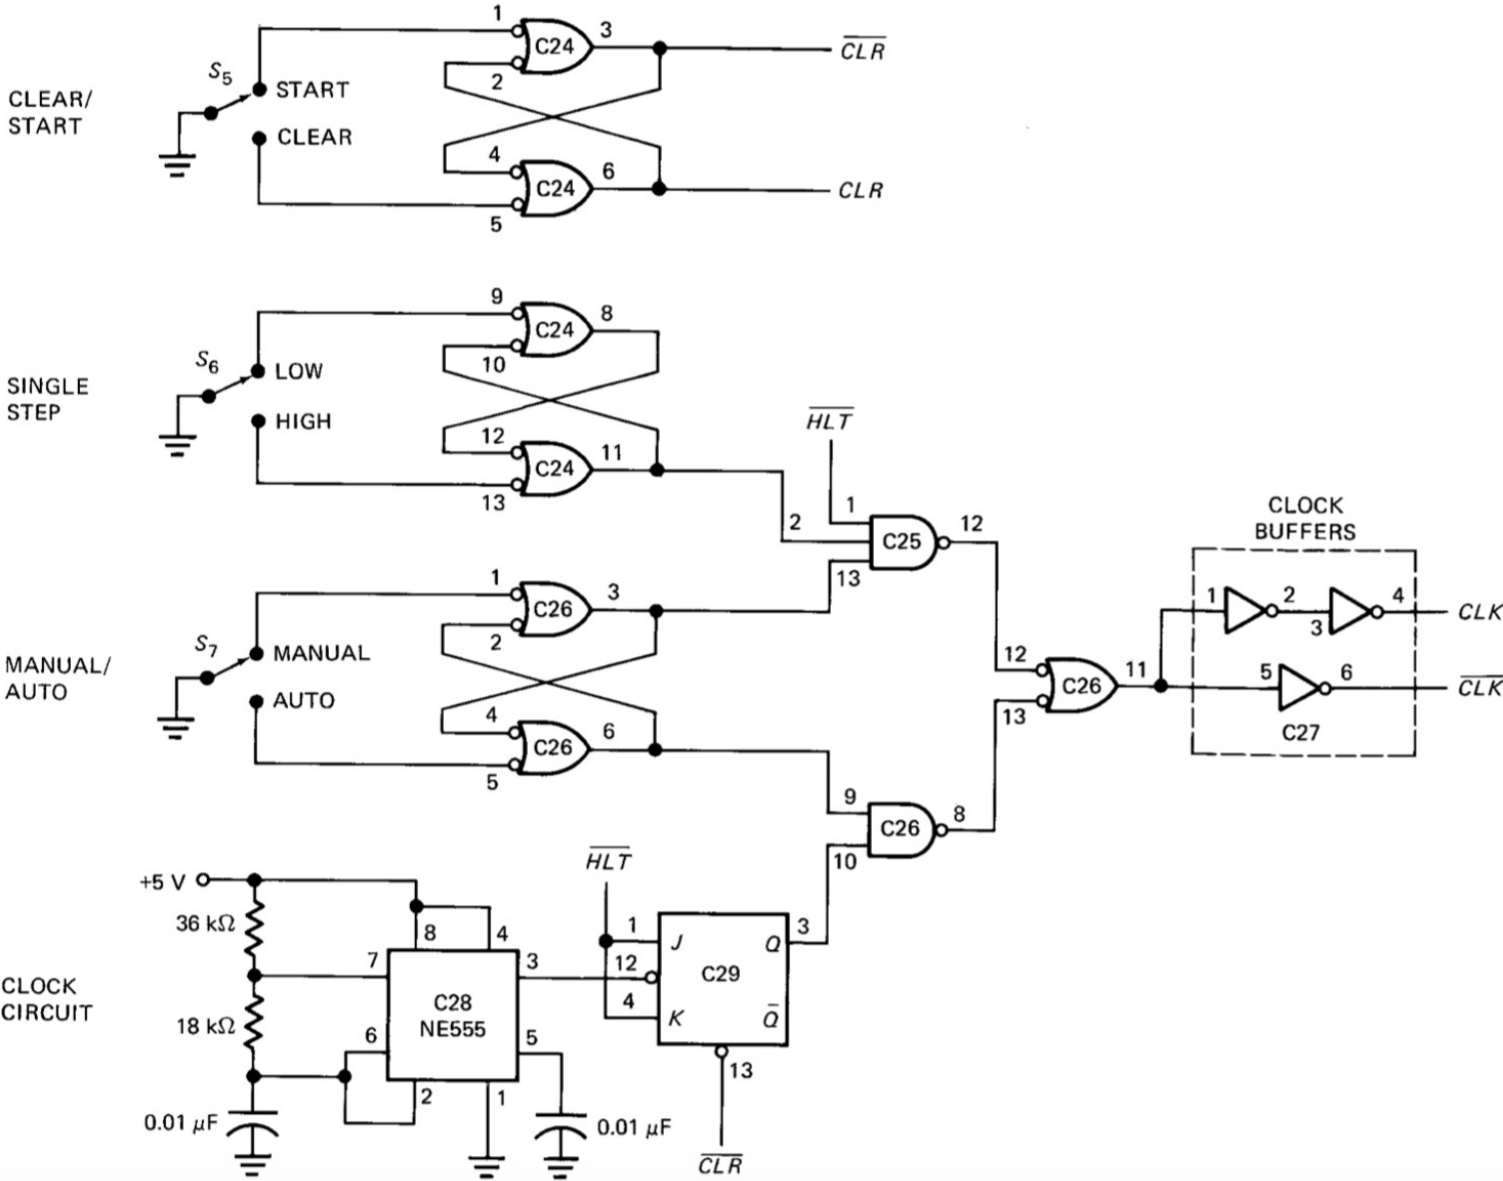 CLEAR/
START
S5
START
CLEAR
1
2
C24
3
CLR
4
5
C24
6
CLR
SINGLE
STEP
S6
LOW
HIGH
9
10
C24
8
12
13
C24
11
HLT
1
2
13
C25
12
MANUAL/
AUTO
S7
MANUAL
AUTO
1
2
C26
3
4
5
C26
6
9
10
C26
8
12
13
C26
11
CLOCK
BUFFERS
1
2
3
4
CLK
5
6
CLK
C27
CLOCK
CIRCUIT
+5 V
36 kΩ
18 kΩ
0.01 μF
7
8
4
3
6
5
2
1
C28
NE555
0.01 μF
HLT
1
J
Q
3
12
C29
4
K
Q
13
CLR